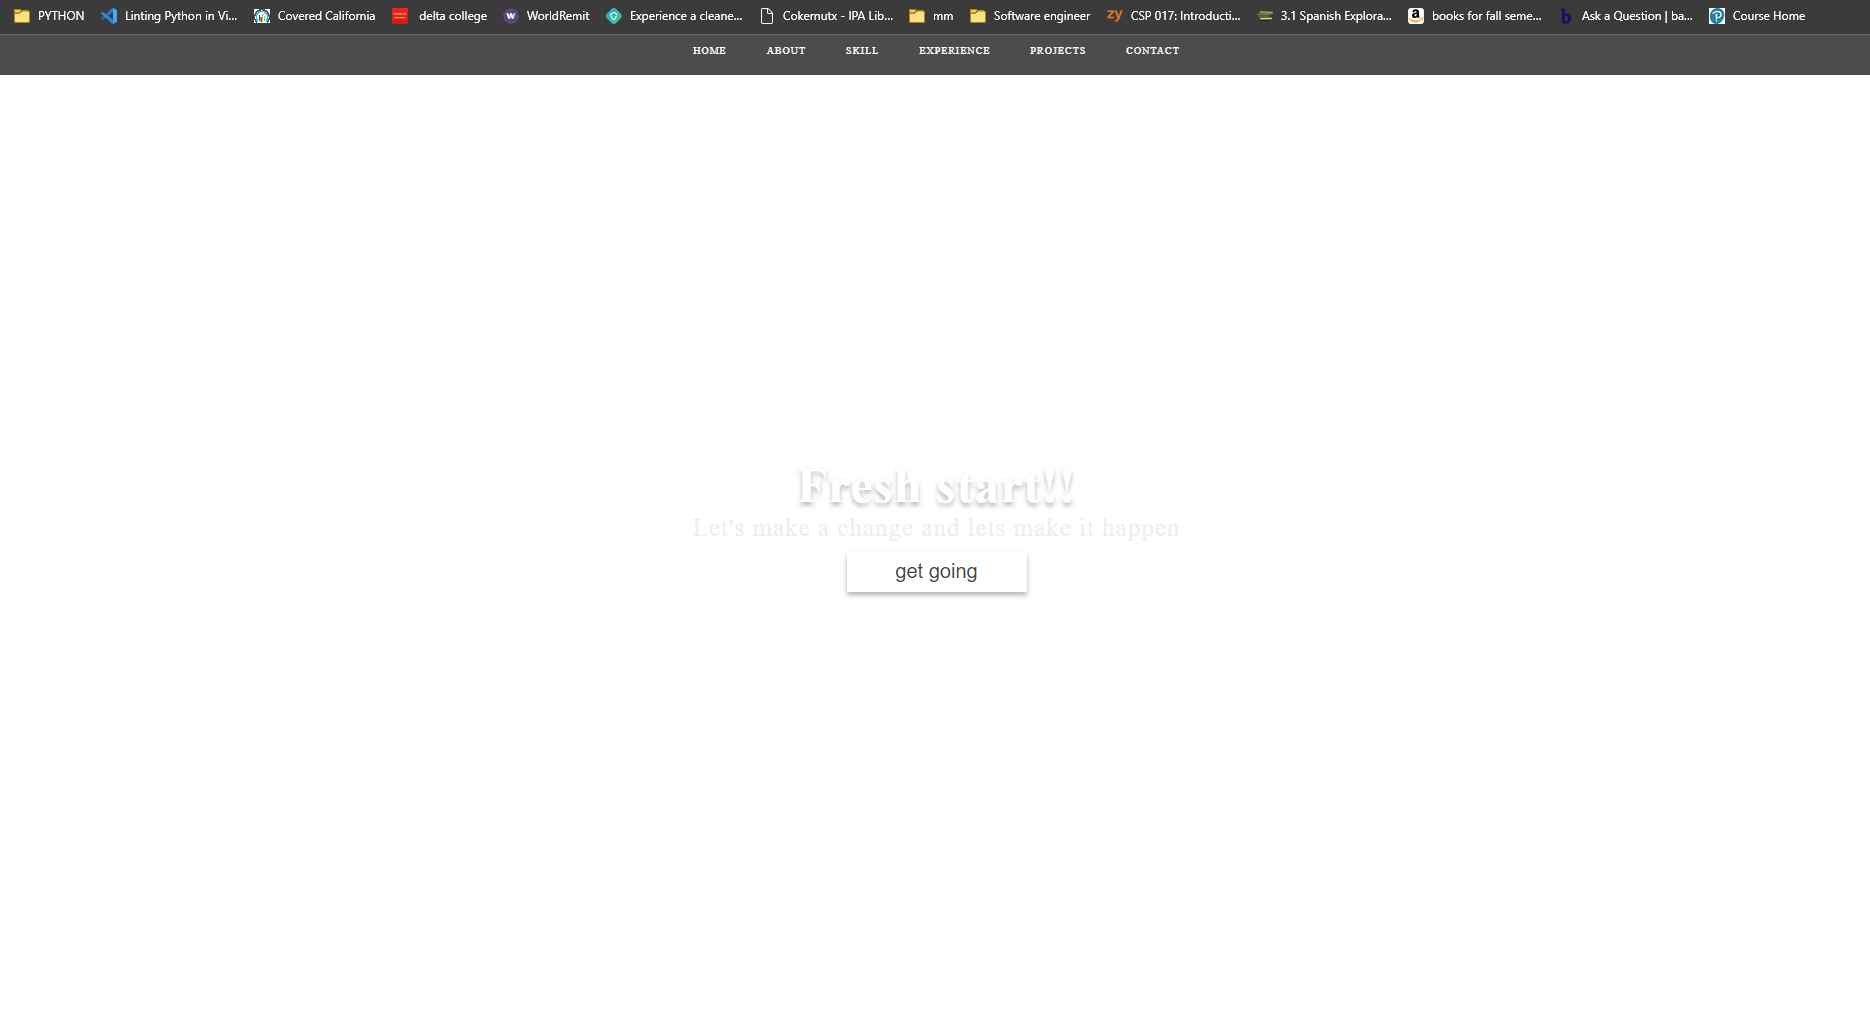 PYTHON Linting Python in Vi... Covered California delta college WorldRemit Experience a cleane... Cokernutx - IPA Lib... mm Software engineer CSP 017: Introducti... 3.1 Spanish Explora... books for fall seme... Ask a Question | ba... Course Home
HOME ABOUT SKILL EXPERIENCE PROJECTS CONTACT
Fresh start!!
Let's make a change and lets make it happen
get going